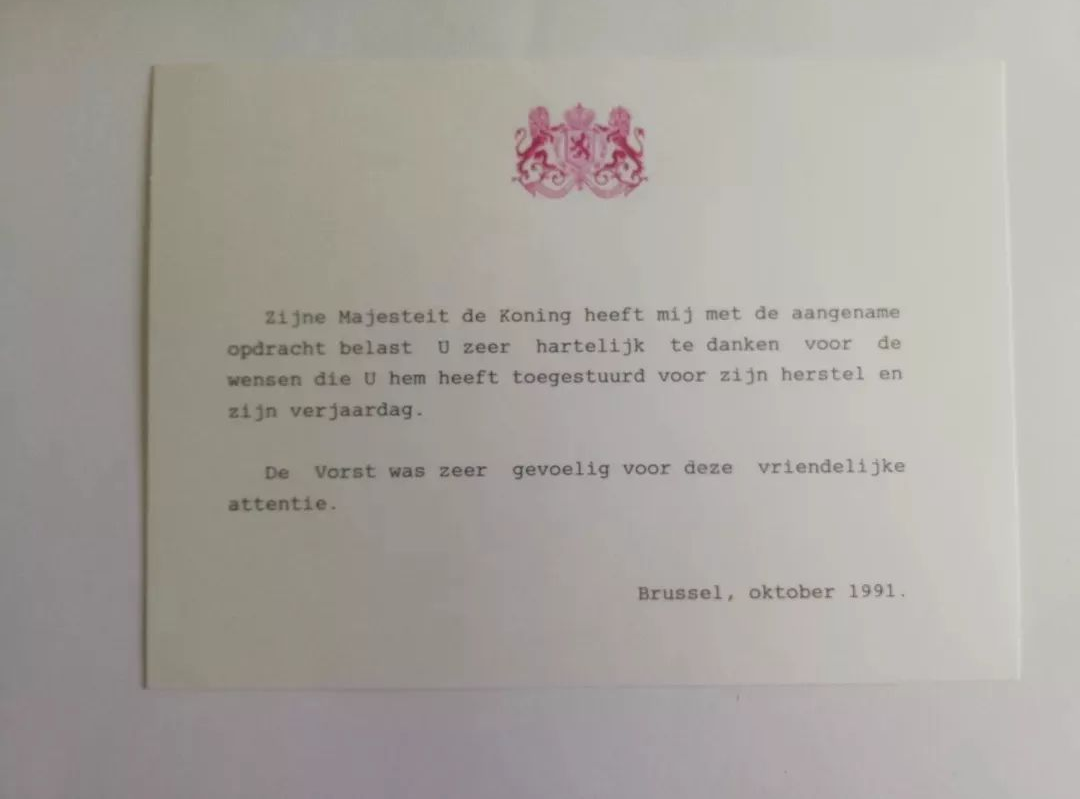 Zijne Majesteit de Koning heeft mij met de aangename
opdracht belast U zeer hartelijk te danken voor de
wensen die U hem heeft toegestuurd voor zijn herstel en
zijn verjaardag.
De Vorst was zeer gevoelig voor deze vriendelijke
attentie.
Brussel, oktober 1991.